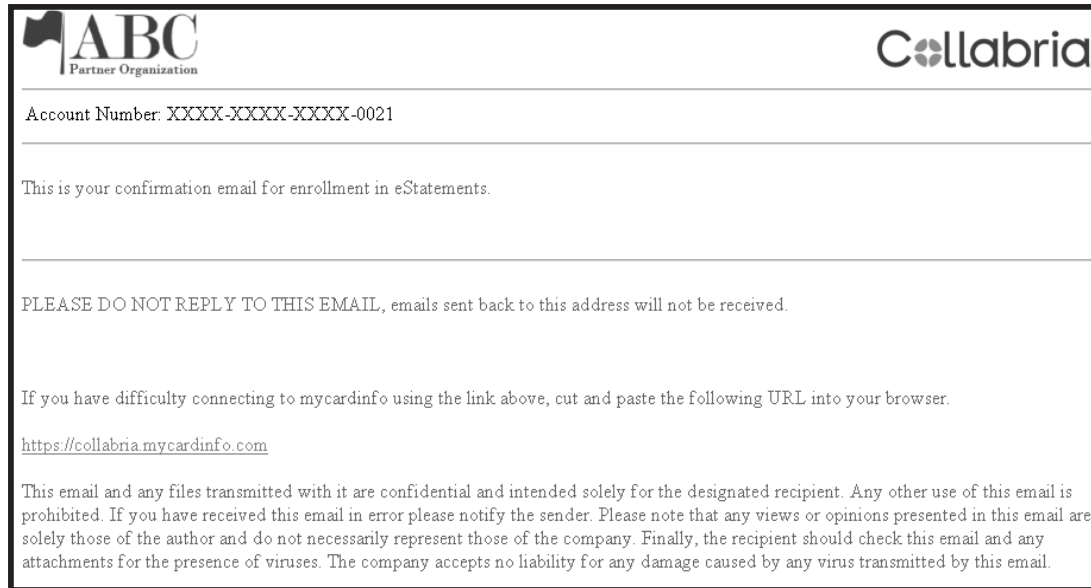 ABC
Partner Organization
Collabria
Account Number: XXXX-XXXX-XXXX-0021
This is your confirmation email for enrollment in eStatements.
PLEASE DO NOT REPLY TO THIS EMAIL, emails sent back to this address will not be received.
If you have difficulty connecting to mycardinfo using the link above, cut and paste the following URL into your browser.
https://collabria.mycardinfo.com
This email and any files transmitted with it are confidential and intended solely for the designated recipient. Any other use of this email is
prohibited. If you have received this email in error please notify the sender. Please note that any views or opinions presented in this email are
solely those of the author and do not necessarily represent those of the company. Finally, the recipient should check this email and any
attachments for the presence of viruses. The company accepts no liability for any damage caused by any virus transmitted by this email.